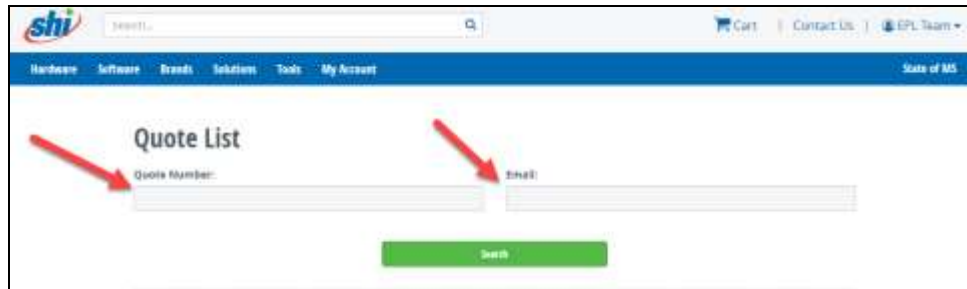 shi
Search...
Cart | Contact Us | EPL Team
Hardware Software Brands Solutions Tools My Account
State of MS
Quote List
Quote Number: Email:
Search